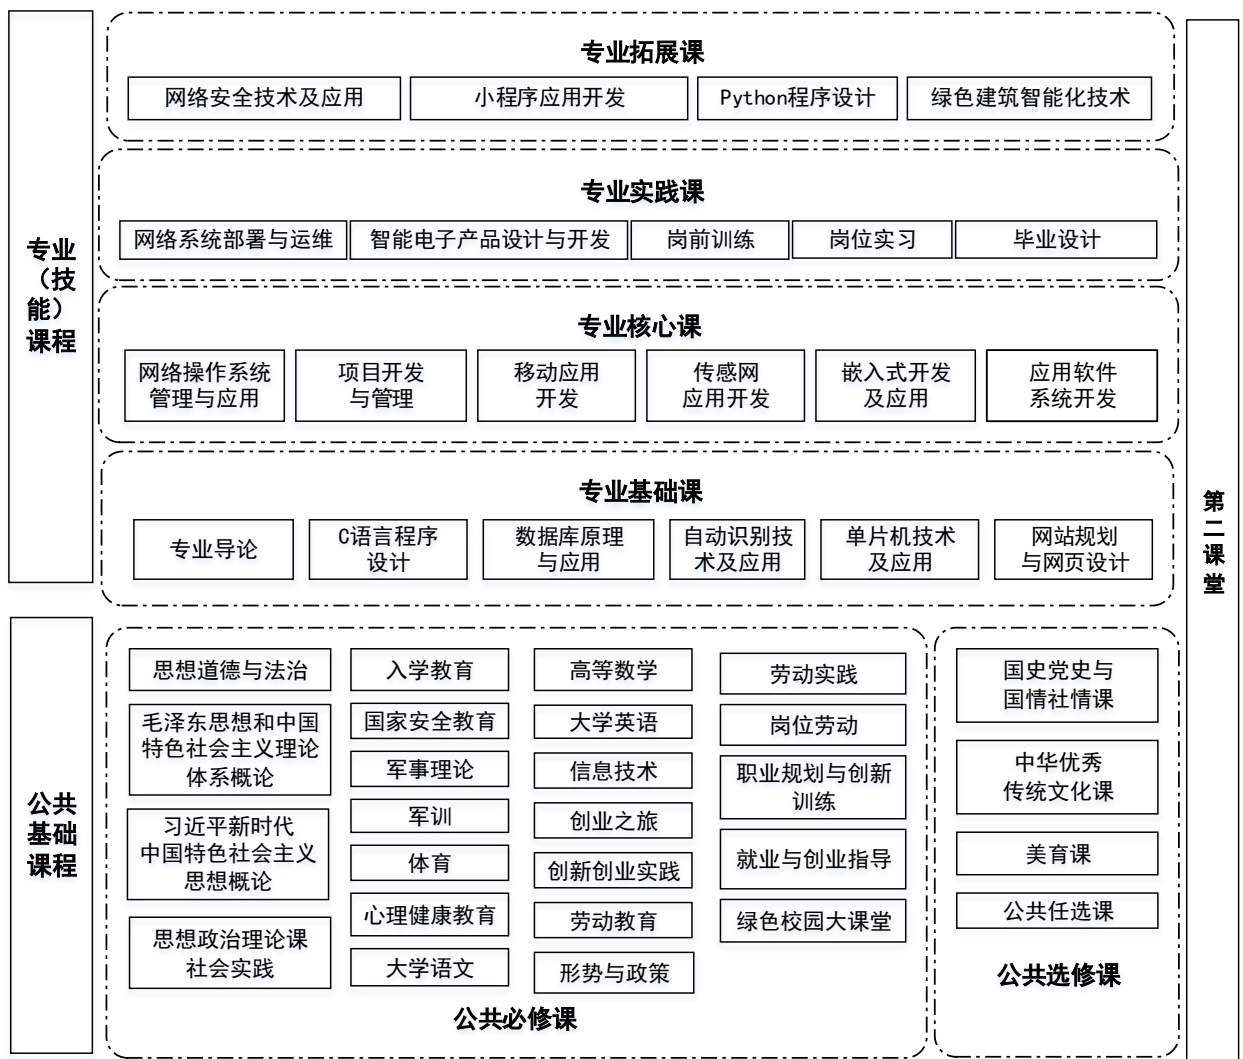 专业
（技
能）
课程
专业拓展课
网络安全技术及应用
小程序应用开发
Python程序设计
绿色建筑智能化技术
专业实践课
网络系统部署与运维
智能电子产品设计与开发
岗前训练
岗位实习
毕业设计
专业核心课
网络操作系统
管理与应用
项目开发
与管理
移动应用
开发
传感网
应用开发
嵌入式开发
及应用
应用软件
系统开发
专业基础课
专业导论
C语言程序
设计
数据库原理
与应用
自动识别技
术及应用
单片机技术
及应用
网站规划
与网页设计
公共
基础
课程
思想道德与法治
毛泽东思想和中国
特色社会主义理论
体系概论
习近平新时代
中国特色社会主义
思想概论
思想政治理论课
社会实践
入学教育
国家安全教育
军事理论
军训
体育
心理健康教育
大学语文
高等数学
大学英语
信息技术
创业之旅
创新创业实践
劳动教育
形势与政策
劳动实践
岗位劳动
职业规划与创新
训练
就业与创业指导
绿色校园大课堂
公共必修课
国史党史与
国情社情课
中华优秀
传统文化课
美育课
公共任选课
公共选修课
第
二
课
堂